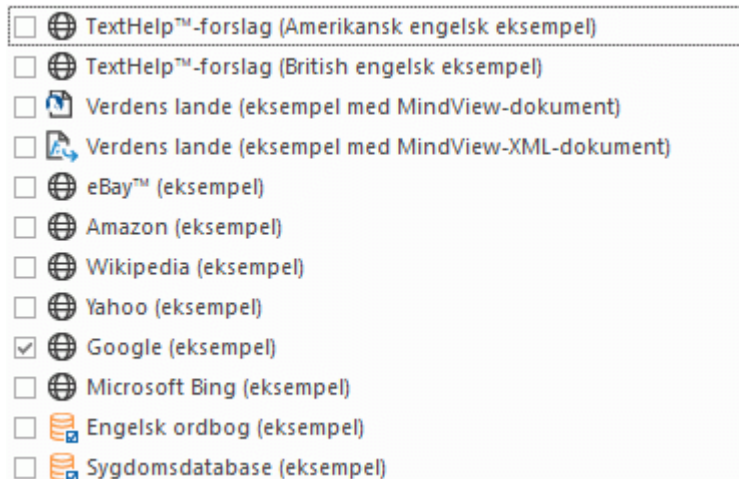 TextHelp™-forslag (Amerikansk engelsk eksempel)
TextHelp™-forslag (British engelsk eksempel)
Verdens lande (eksempel med MindView-dokument)
Verdens lande (eksempel med MindView-XML-dokument)
eBay™ (eksempel)
Amazon (eksempel)
Wikipedia (eksempel)
Yahoo (eksempel)
Google (eksempel)
Microsoft Bing (eksempel)
Engelsk ordbog (eksempel)
Sygdomsdatabase (eksempel)